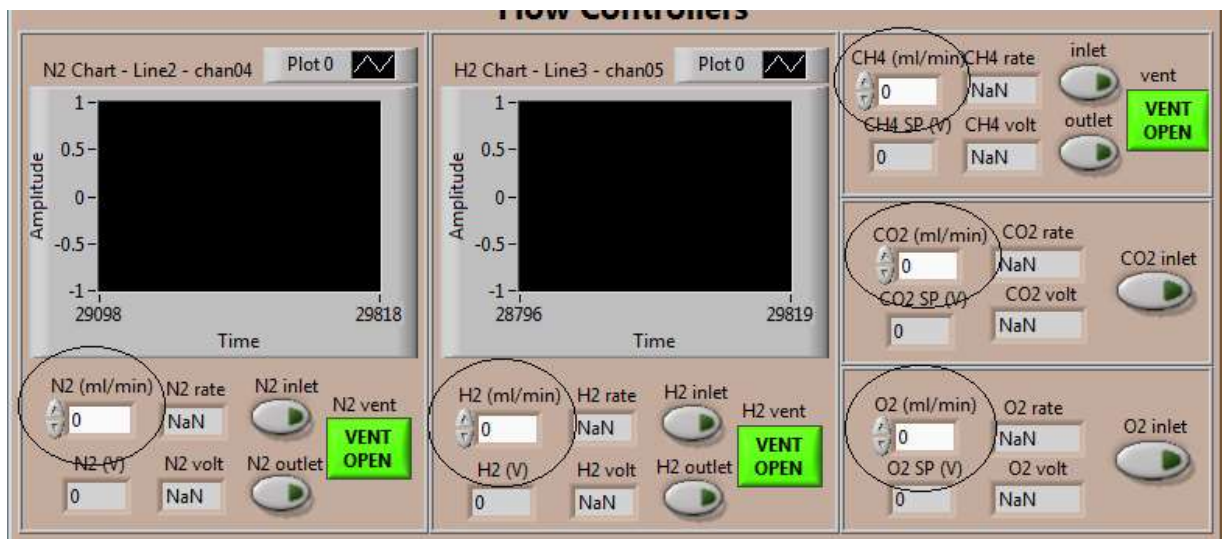 Flow Controllers
N2 Chart - Line2 - chan04
Plot 0
1
0.5
0
-0.5
-1
Amplitude
29098
29818
Time
N2 (ml/min)
0
N2 rate
NaN
N2 inlet
N2 vent
VENT
OPEN
N2 (V)
0
N2 volt
NaN
N2 outlet
H2 Chart - Line3 - chan05
Plot 0
1
0.5
0
-0.5
-1
Amplitude
28796
29819
Time
H2 (ml/min)
0
H2 rate
NaN
H2 inlet
H2 vent
VENT
OPEN
H2 (V)
0
H2 volt
NaN
H2 outlet
CH4 (ml/min)
0
CH4 rate
NaN
inlet
vent
VENT
OPEN
CH4 SP (V)
0
CH4 volt
NaN
outlet
CO2 (ml/min)
0
CO2 rate
NaN
CO2 inlet
CO2 SP (V)
0
CO2 volt
NaN
O2 (ml/min)
0
O2 rate
NaN
O2 inlet
O2 SP (V)
0
O2 volt
NaN